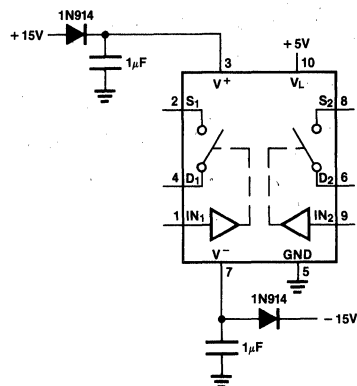 1N914
+15V
1μF
+5V
3
10
V+
VL
2
S1
S2
8
4
D1
D2
6
1
IN1
IN2
9
V−
GND
7
5
1N914
−15V
1μF